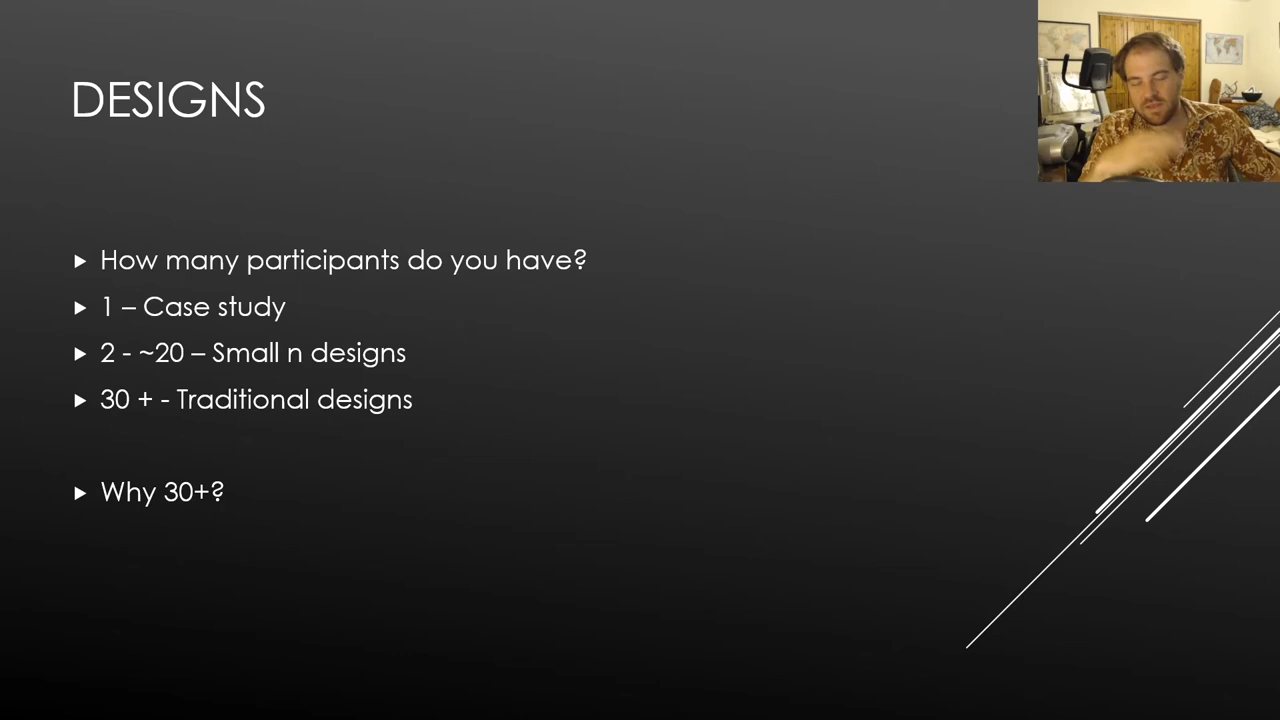 DESIGNS
How many participants do you have?
1 – Case study
2 - ~20 – Small n designs
30 + - Traditional designs
Why 30+?